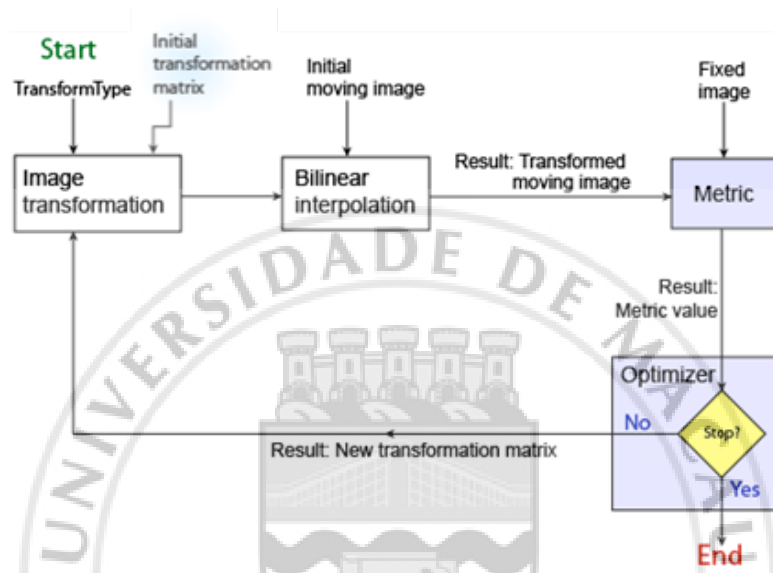 Start
Initial
transformation
matrix
TransformType
Initial
moving image
Fixed
image
Image
transformation
Bilinear
interpolation
Result: Transformed
moving image
Metric
Result:
Metric value
Optimizer
Stop?
No
Yes
Result: New transformation matrix
End
UNIVERSIDADE DE MACAU